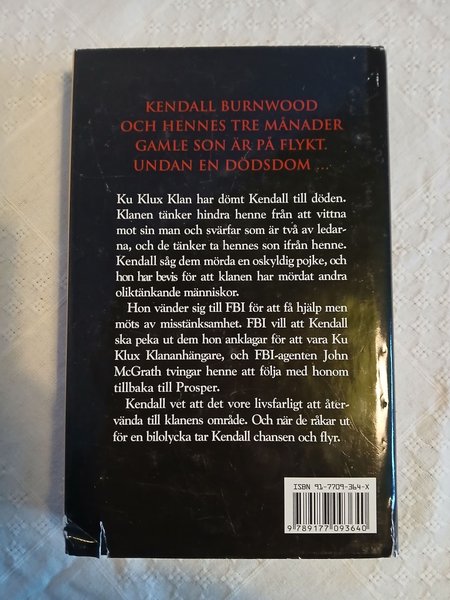 KENDALL BURNWOOD
OCH HENNES TRE MÅNADER
GAMLE SON ÄR PÅ FLYKT.
UNDAN EN DÖDSDOM ...
Ku Klux Klan har dömt Kendall till döden.
Klanen tänker hindra henne från att vittna
mot sin man och svärfar som är två av ledar-
na, och de tänker ta hennes son ifrån henne.
Kendall såg dem mörda en oskyldig pojke, och
hon har bevis för att klanen har mördat andra
oliktänkande människor.
Hon vänder sig till FBI för att få hjälp men
möts av misstänksamhet. FBI vill att Kendall
ska peka ut dem hon anklagar för att vara Ku
Klux Klananhängare, och FBI-agenten John
McGrath tvingar henne att följa med honom
tillbaka till Prosper.
Kendall vet att det vore livsfarligt att åter-
vända till klanens område. Och när de råkar ut
för en bilolycka tar Kendall chansen och flyr.
ISBN 91-7709-364-X
9 789177 093640